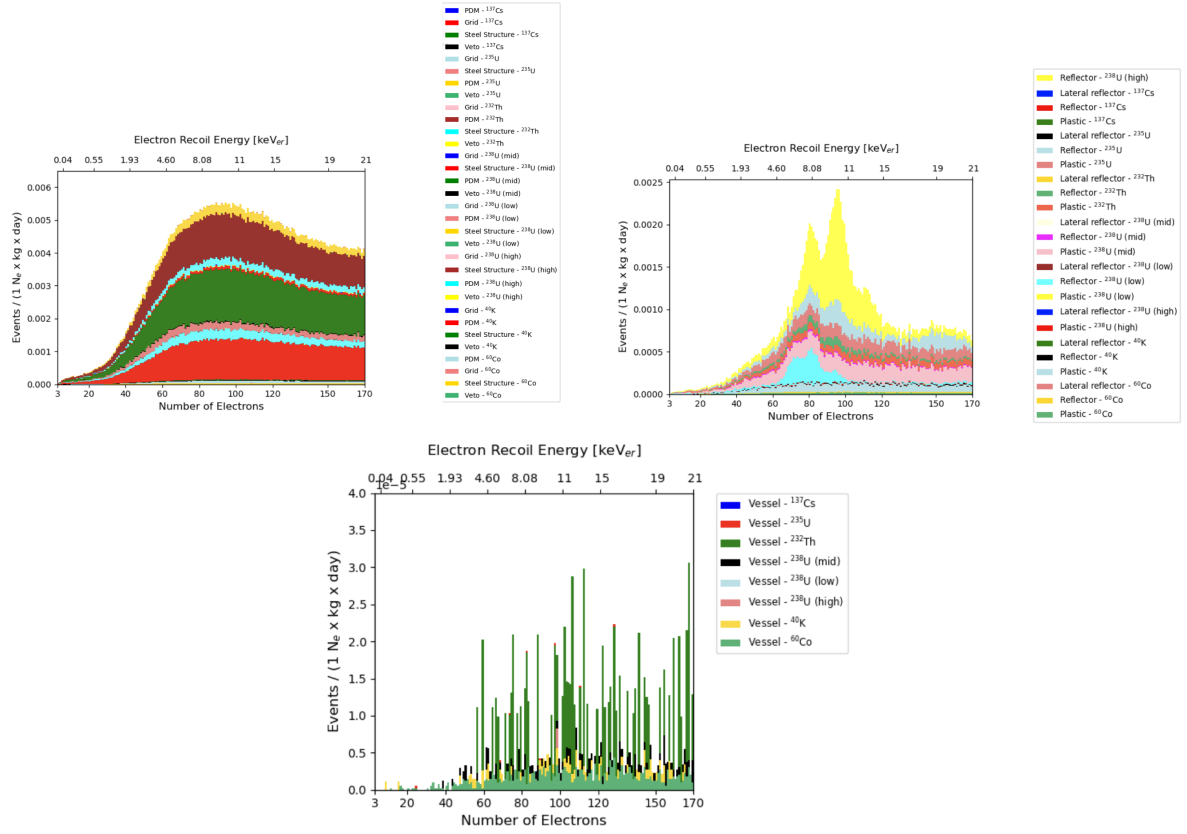 PDM - ¹³⁷Cs
Grid - ¹³⁷Cs
Steel Structure - ¹³⁷Cs
Veto - ¹³⁷Cs
Grid - ²³⁵U
Steel Structure - ²³⁵U
PDM - ²³⁵U
Veto - ²³⁵U
Grid - ²³²Th
PDM - ²³²Th
Steel Structure - ²³²Th
Veto - ²³²Th
Grid - ²³⁸U (mid)
Steel Structure - ²³⁸U (mid)
PDM - ²³⁸U (mid)
Veto - ²³⁸U (mid)
Grid - ²³⁸U (low)
PDM - ²³⁸U (low)
Steel Structure - ²³⁸U (low)
Veto - ²³⁸U (low)
Grid - ²³⁸U (high)
Steel Structure - ²³⁸U (high)
PDM - ²³⁸U (high)
Veto - ²³⁸U (high)
Grid - ⁴⁰K
PDM - ⁴⁰K
Steel Structure - ⁴⁰K
Veto - ⁴⁰K
PDM - ⁶⁰Co
Grid - ⁶⁰Co
Steel Structure - ⁶⁰Co
Veto - ⁶⁰Co
Electron Recoil Energy [keVₑᵣ]
0.04 0.55 1.93 4.60 8.08 11 15 19 21
Events / (1 Nₑ x kg x day)
0.006
0.005
0.004
0.003
0.002
0.001
0.000
3 20 40 60 80 100 120 150 170
Number of Electrons
Electron Recoil Energy [keVₑᵣ]
0.04 0.55 1.93 4.60 8.08 11 15 19 21
Events / (1 Nₑ x kg x day)
0.0025
0.0020
0.0015
0.0010
0.0005
0.0000
3 20 40 60 80 100 120 150 170
Number of Electrons
Reflector - ²³⁸U (high)
Lateral reflector - ¹³⁷Cs
Reflector - ¹³⁷Cs
Plastic - ¹³⁷Cs
Lateral reflector - ²³⁵U
Reflector - ²³⁵U
Plastic - ²³⁵U
Lateral reflector - ²³²Th
Reflector - ²³²Th
Plastic - ²³²Th
Lateral reflector - ²³⁸U (mid)
Reflector - ²³⁸U (mid)
Plastic - ²³⁸U (mid)
Lateral reflector - ²³⁸U (low)
Reflector - ²³⁸U (low)
Plastic - ²³⁸U (low)
Lateral reflector - ²³⁸U (high)
Plastic - ²³⁸U (high)
Lateral reflector - ⁴⁰K
Reflector - ⁴⁰K
Plastic - ⁴⁰K
Lateral reflector - ⁶⁰Co
Reflector - ⁶⁰Co
Plastic - ⁶⁰Co
Electron Recoil Energy [keVₑᵣ]
0.04 0.55 1.93 4.60 8.08 11 15 19 21
1e−5
Events / (1 Nₑ x kg x day)
4.0
3.5
3.0
2.5
2.0
1.5
1.0
0.5
0.0
3 20 40 60 80 100 120 150 170
Number of Electrons
Vessel - ¹³⁷Cs
Vessel - ²³⁵U
Vessel - ²³²Th
Vessel - ²³⁸U (mid)
Vessel - ²³⁸U (low)
Vessel - ²³⁸U (high)
Vessel - ⁴⁰K
Vessel - ⁶⁰Co